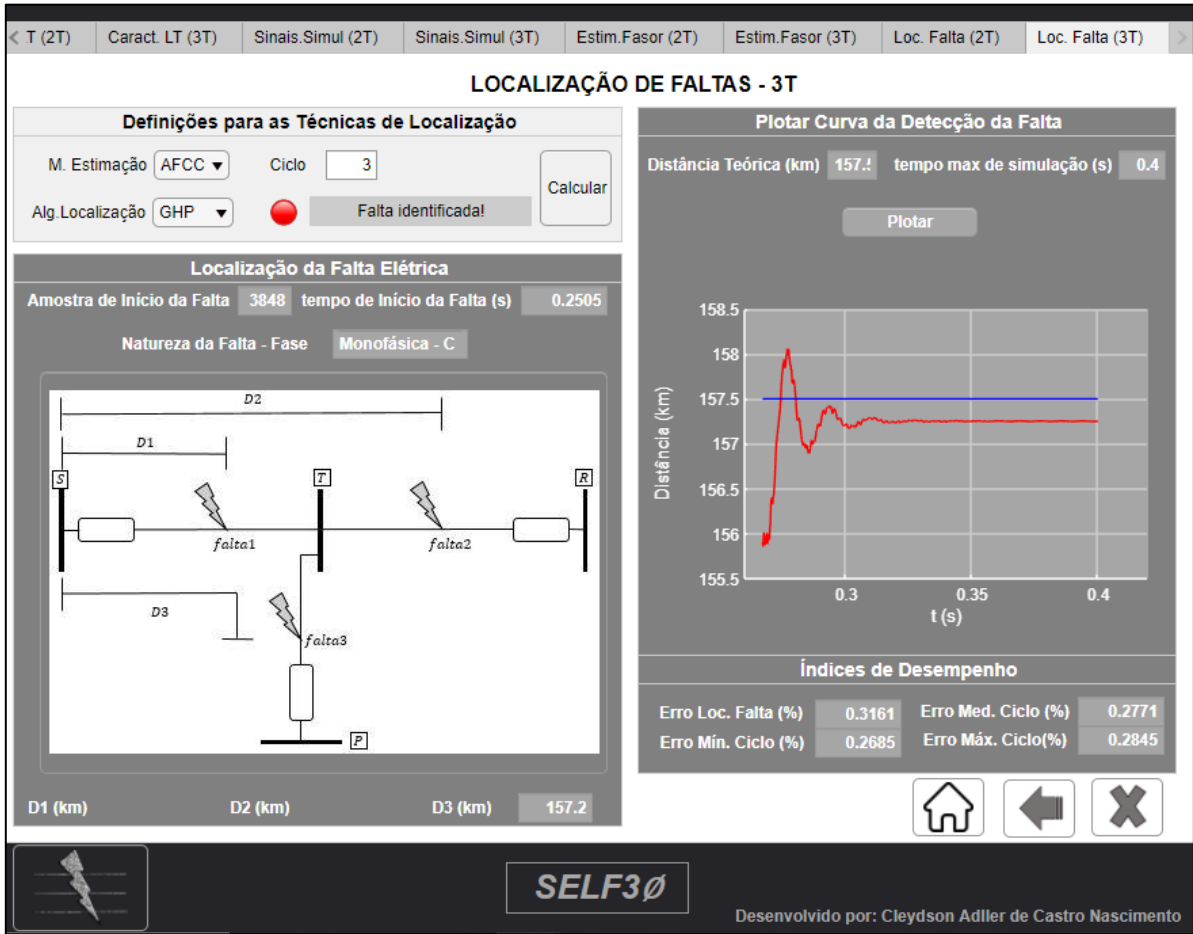 T (2T) Caract. LT (3T) Sinais.Simul (2T) Sinais.Simul (3T) Estim.Fasor (2T) Estim.Fasor (3T) Loc. Falta (2T) Loc. Falta (3T)
LOCALIZAÇÃO DE FALTAS - 3T
Definições para as Técnicas de Localização
M. Estimação AFCC Ciclo 3
Calcular
Alg.Localização GHP Falta identificada!
Localização da Falta Elétrica
Amostra de Início da Falta 3848 tempo de Início da Falta (s) 0.2505
Natureza da Falta - Fase Monofásica - C
D2
D1
S T R
falta1 falta2
D3
falta3
P
D1 (km) D2 (km) D3 (km) 157.2
Plotar Curva da Detecção da Falta
Distância Teórica (km) 157.5 tempo max de simulação (s) 0.4
Plotar
158.5
158
157.5
157
156.5
156
155.5
Distância (km)
0.3 0.35 0.4
t (s)
Índices de Desempenho
Erro Loc. Falta (%) 0.3161 Erro Med. Ciclo (%) 0.2771
Erro Mín. Ciclo (%) 0.2685 Erro Máx. Ciclo(%) 0.2845
SELF3Ø
Desenvolvido por: Cleydson Adller de Castro Nascimento